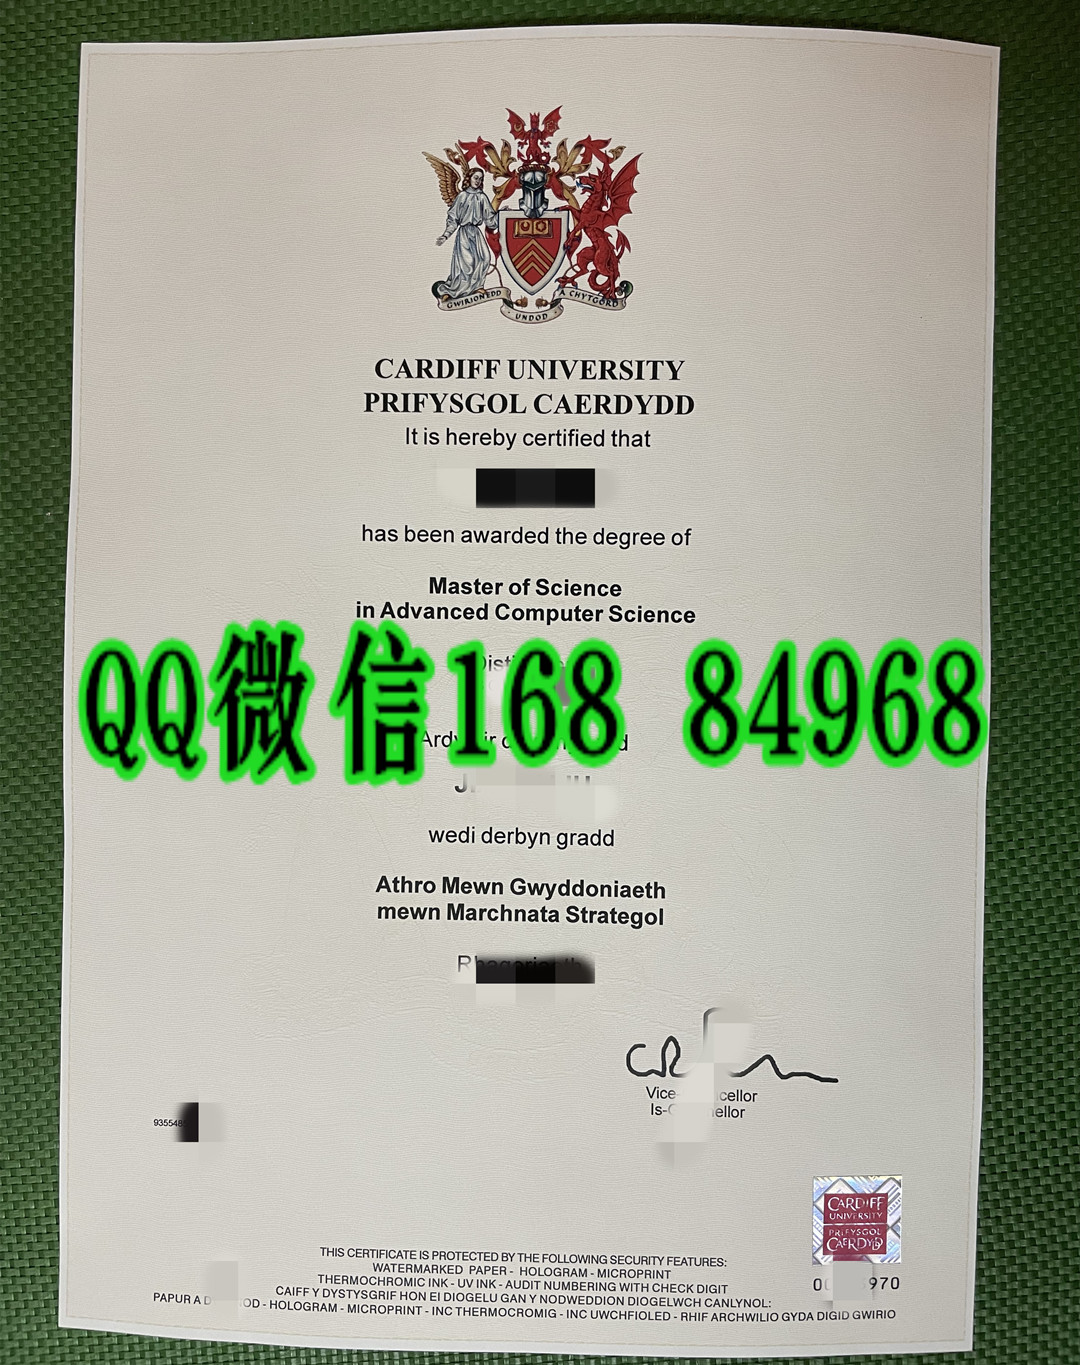 GWIRIONEDD
UNDOD
A CHYTGORD
CARDIFF UNIVERSITY
PRIFYSGOL CAERDYDD
It is hereby certified that
has been awarded the degree of
Master of Science
in Advanced Computer Science
QQ微信168 84968
wedi derbyn gradd
Athro Mewn Gwyddoniaeth
mewn Marchnata Strategol
CARDIFF
UNIVERSITY
PRIFYSGOL
CAERDYDD
THIS CERTIFICATE IS PROTECTED BY THE FOLLOWING SECURITY FEATURES:
WATERMARKED PAPER - HOLOGRAM - MICROPRINT
THERMOCHROMIC INK - UV INK - AUDIT NUMBERING WITH CHECK DIGIT
CAIFF Y DYSTYSGRIF HON EI DIOGELU GAN Y NODWEDDION DIOGELWCH CANLYNOL:
PAPUR A - HOLOGRAM - MICROPRINT - INC THERMOCROMIG - INC UWCHFIOLED - RHIF ARCHWILIO GYDA DIGID GWIRIO